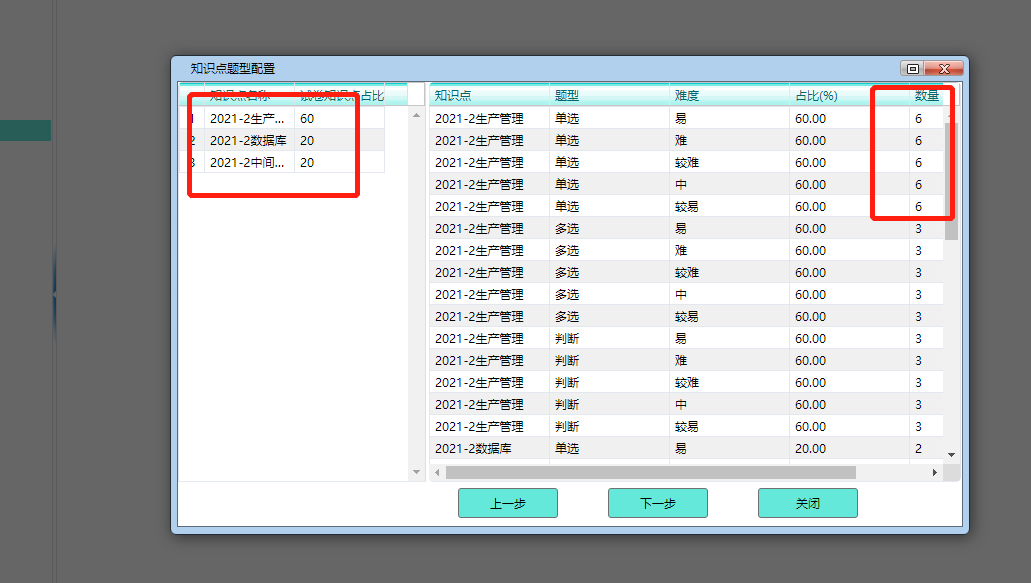 知识点题型配置
知识点名称 试卷知识点占比
1 2021-2生产... 60
2 2021-2数据库 20
3 2021-2中间... 20
知识点 题型 难度 占比(%) 数量
2021-2生产管理 单选 易 60.00 6
2021-2生产管理 单选 难 60.00 6
2021-2生产管理 单选 较难 60.00 6
2021-2生产管理 单选 中 60.00 6
2021-2生产管理 单选 较易 60.00 6
2021-2生产管理 多选 易 60.00 3
2021-2生产管理 多选 难 60.00 3
2021-2生产管理 多选 较难 60.00 3
2021-2生产管理 多选 中 60.00 3
2021-2生产管理 多选 较易 60.00 3
2021-2生产管理 判断 易 60.00 3
2021-2生产管理 判断 难 60.00 3
2021-2生产管理 判断 较难 60.00 3
2021-2生产管理 判断 中 60.00 3
2021-2生产管理 判断 较易 60.00 3
2021-2数据库 单选 易 20.00 2
上一步 下一步 关闭